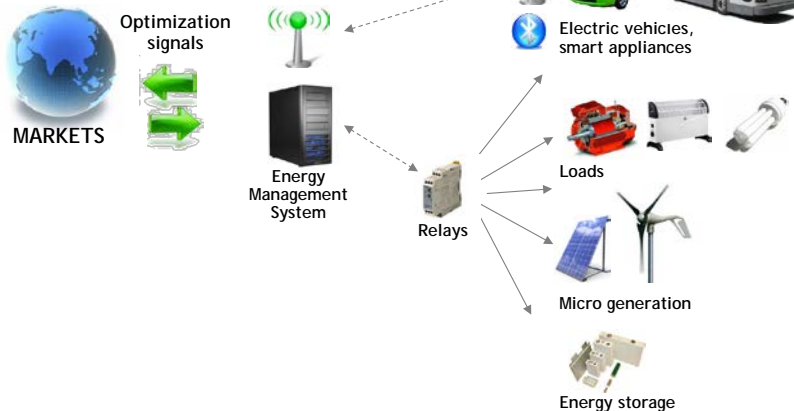 Optimization
signals
MARKETS
Energy
Management
System
Relays
Electric vehicles,
smart appliances
Loads
Micro generation
Energy storage